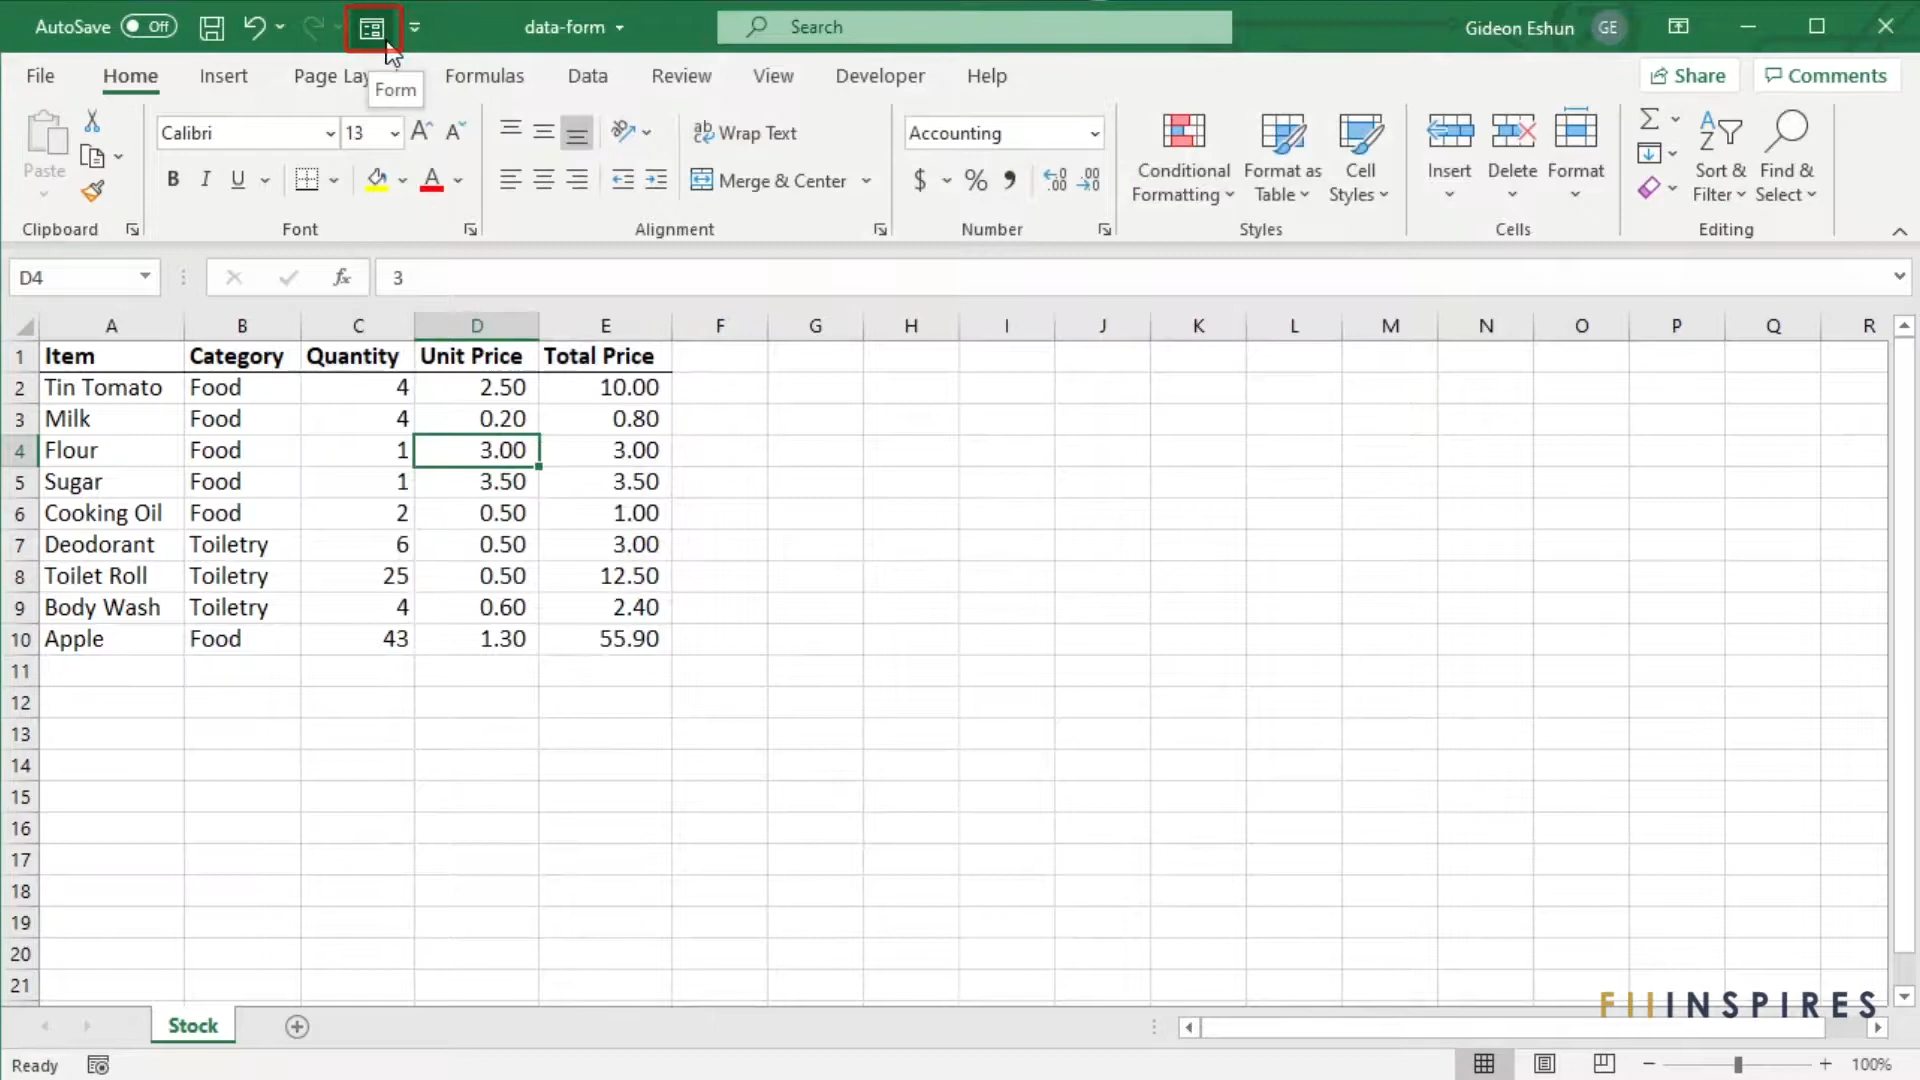 AutoSave Off data-form Search Gideon Eshun GE
File Home Insert Page Lay Formulas Data Review View Developer Help Share Comments
Form
Calibri 13 Wrap Text Accounting
Paste B I U A Merge & Center $ % Conditional Formatting Format as Table Cell Styles Insert Delete Format Sort & Filter Find & Select
Clipboard Font Alignment Number Styles Cells Editing
D4 fx 3
A B C D E F G H I J K L M N O P Q R
1 Item Category Quantity Unit Price Total Price
2 Tin Tomato Food 4 2.50 10.00
3 Milk Food 4 0.20 0.80
4 Flour Food 1 3.00 3.00
5 Sugar Food 1 3.50 3.50
6 Cooking Oil Food 2 0.50 1.00
7 Deodorant Toiletry 6 0.50 3.00
8 Toilet Roll Toiletry 25 0.50 12.50
9 Body Wash Toiletry 4 0.60 2.40
10 Apple Food 43 1.30 55.90
11
12
13
14
15
16
17
18
19
20
21
FIIINSPIRES
Stock
Ready 100%